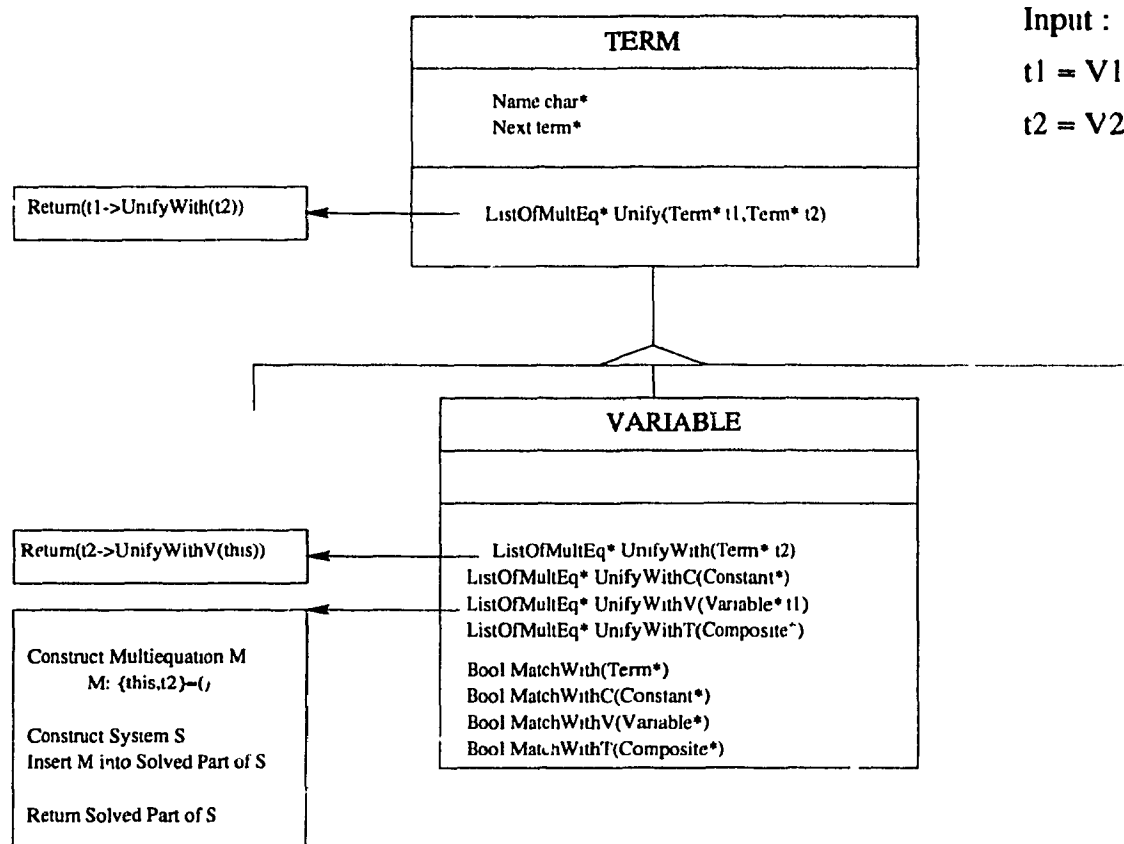 Input :
t1 = V1
t2 = V2
TERM
Name char*
Next term*
ListOfMultEq* Unify(Term* t1,Term* t2)
Return(t1->UnifyWith(t2))
VARIABLE
ListOfMultEq* UnifyWith(Term* t2)
ListOfMultEq* UnifyWithC(Constant*)
ListOfMultEq* UnifyWithV(Variable* t1)
ListOfMultEq* UnifyWithT(Composite*)
Bool MatchWith(Term*)
Bool MatchWithC(Constant*)
Bool MatchWithV(Variable*)
Bool MatchWithT(Composite*)
Return(t2->UnifyWithV(this))
Construct Multiequation M
M: {this,t2}=(
Construct System S
Insert M into Solved Part of S
Return Solved Part of S